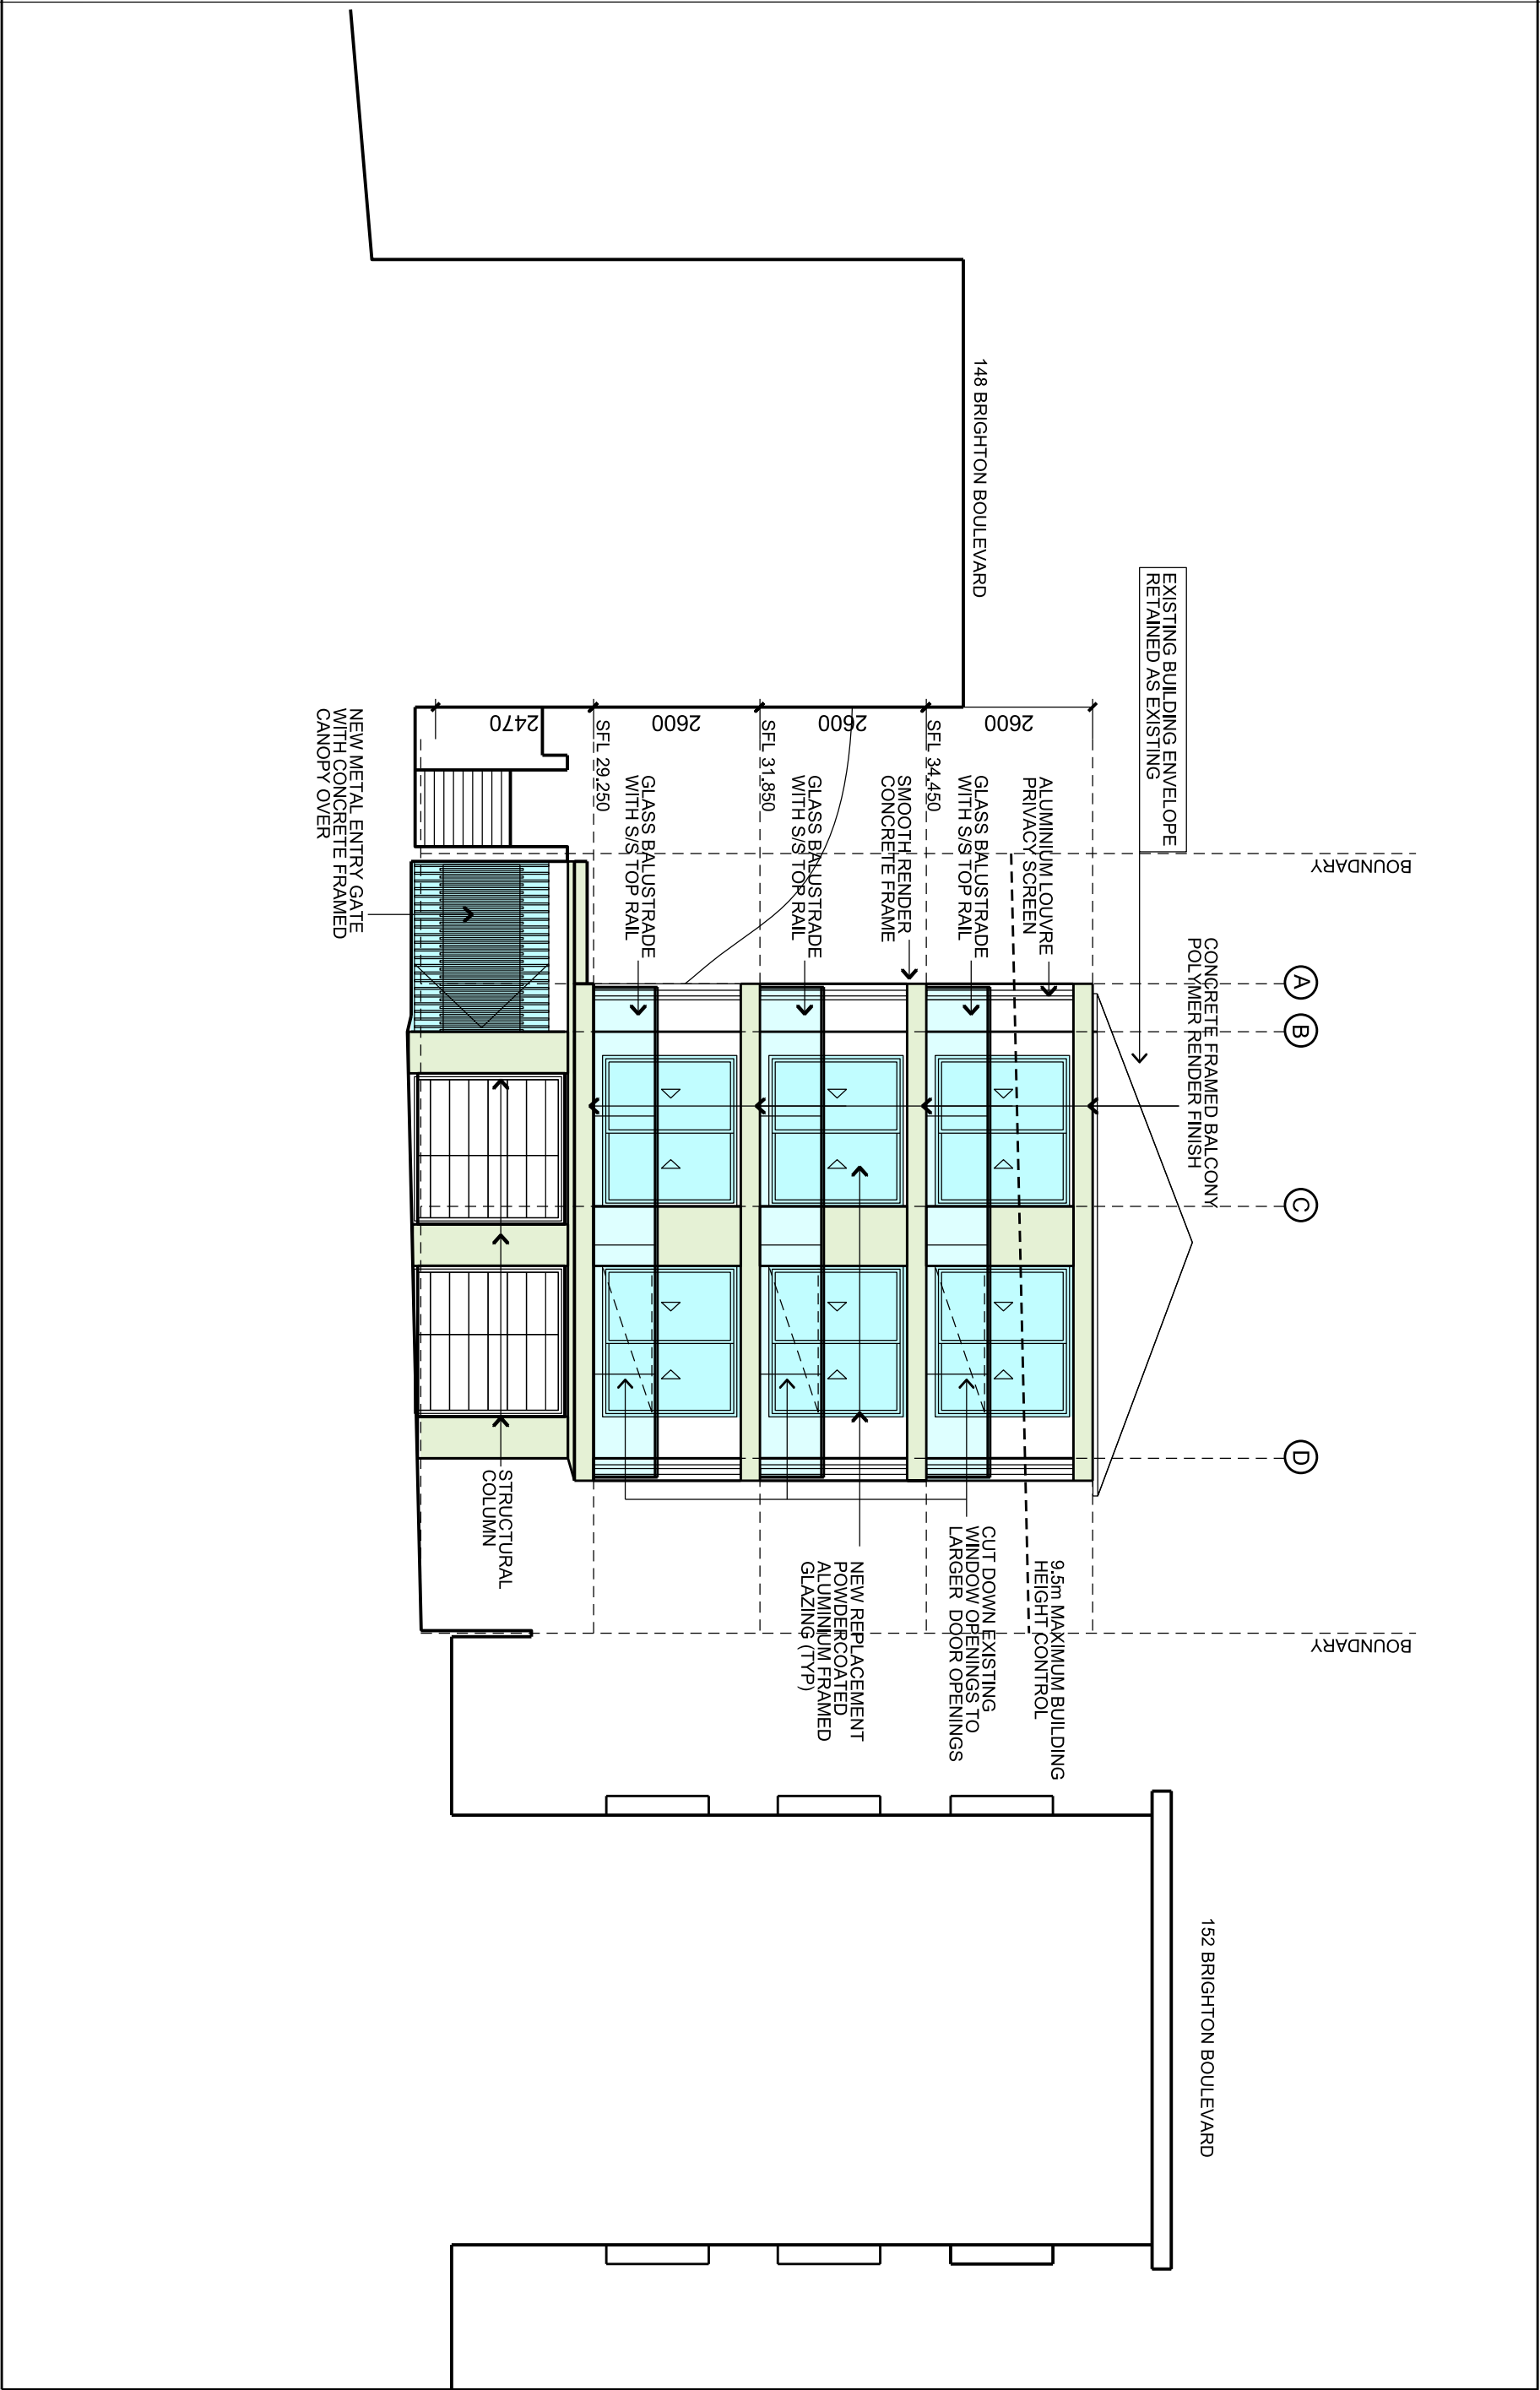 BOUNDARY
BOUNDARY
A
B
C
D
CONCRETE FRAMED BALCONY
POLYMER RENDER FINISH
152 BRIGHTON BOULEVARD
EXISTING BUILDING ENVELOPE
RETAINED AS EXISTING
ALUMINIUM LOUVRE
PRIVACY SCREEN
9.5m MAXIMUM BUILDING
HEIGHT CONTROL
148 BRIGHTON BOULEVARD
2600
GLASS BALUSTRADE
WITH S/S TOP RAIL
CUT DOWN EXISTING
WINDOW OPENINGS TO
LARGER DOOR OPENINGS
SFL 34.450
SMOOTH RENDER
CONCRETE FRAME
2600
NEW REPLACEMENT
POWDERCOATED
ALUMINIUM FRAMED
GLAZING (TYP)
GLASS BALUSTRADE
WITH S/S TOP RAIL
SFL 31.850
2600
GLASS BALUSTRADE
WITH S/S TOP RAIL
SFL 29.250
2470
STRUCTURAL
COLUMN
NEW METAL ENTRY GATE
WITH CONCRETE FRAMED
CANOPY OVER